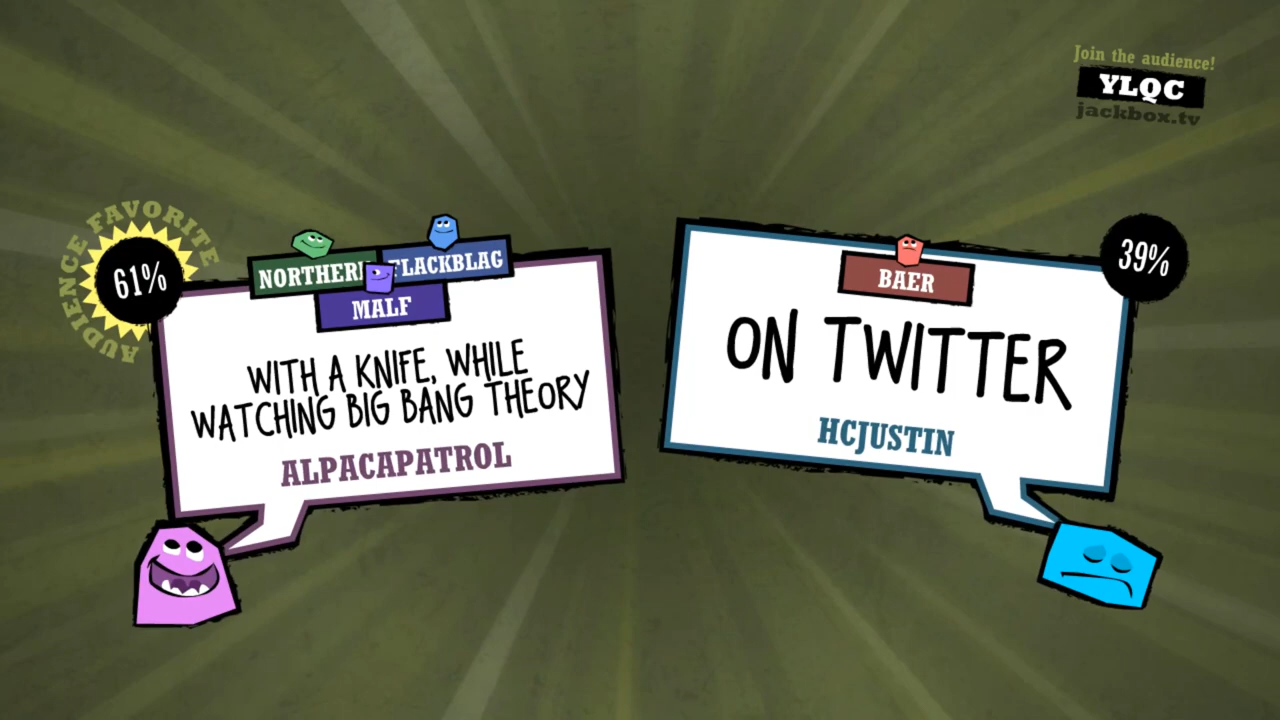 Join the audience!
YLQC
jackbox.tv
AUDIENCE FAVORITE
61%
NORTHERN
FLACKBLAG
MALF
WITH A KNIFE, WHILE
WATCHING BIG BANG THEORY
ALPACAPATROL
39%
BAER
ON TWITTER
HCJUSTIN